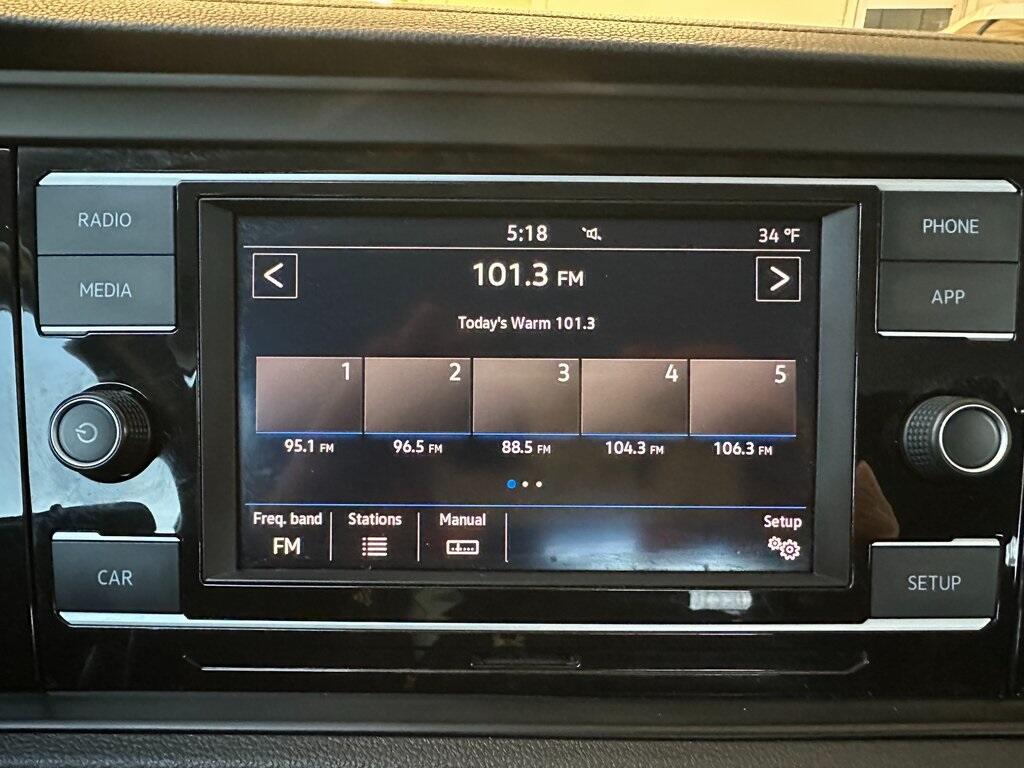 RADIO
MEDIA
CAR
5:18
34 °F
<
101.3 FM
>
Today's Warm 101.3
1 2 3 4 5
95.1 FM 96.5 FM 88.5 FM 104.3 FM 106.3 FM
Freq. band Stations Manual Setup
FM
PHONE
APP
SETUP